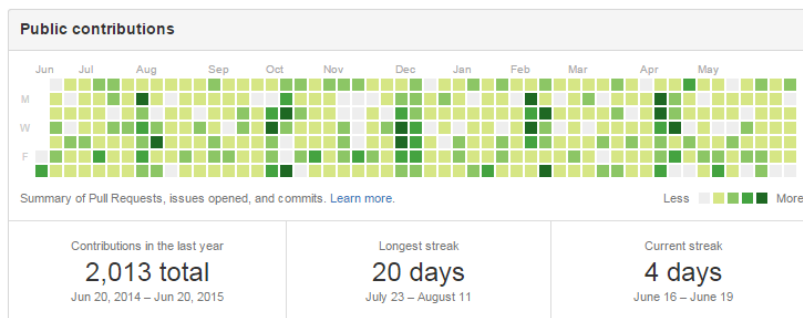 Public contributions
Jun Jul Aug Sep Oct Nov Dec Jan Feb Mar Apr May
M
W
F
Summary of Pull Requests, issues opened, and commits. Learn more.
Less More
Contributions in the last year
2,013 total
Jun 20, 2014 – Jun 20, 2015
Longest streak
20 days
July 23 – August 11
Current streak
4 days
June 16 – June 19